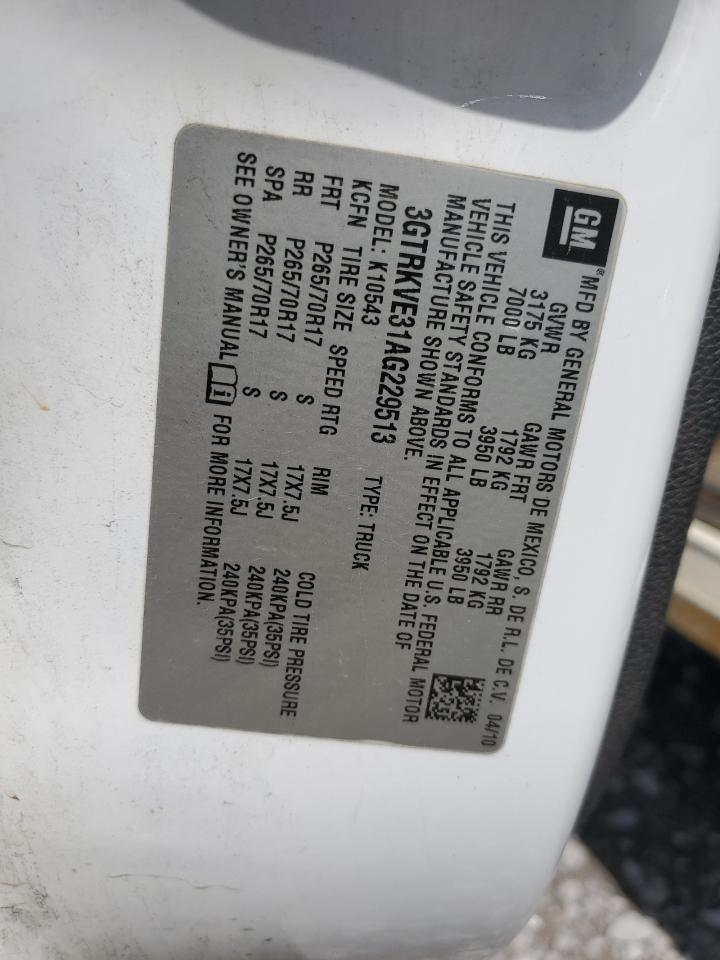 GM ® MFD BY GENERAL MOTORS DE MEXICO, S. DE R.L. DE C.V. 04/10
GVWR GAWR FRT GAWR RR
3175 KG 1792 KG 1792 KG
7000 LB 3950 LB 3950 LB
THIS VEHICLE CONFORMS TO ALL APPLICABLE U.S. FEDERAL MOTOR
VEHICLE SAFETY STANDARDS IN EFFECT ON THE DATE OF
MANUFACTURE SHOWN ABOVE.
3GTRKVE31AG229513
MODEL: K10543 TYPE: TRUCK
KCFN TIRE SIZE SPEED RTG RIM COLD TIRE PRESSURE
FRT P265/70R17 S 17X7.5J 240KPA(35PSI)
RR P265/70R17 S 17X7.5J 240KPA(35PSI)
SPA P265/70R17 S 17X7.5J 240KPA(35PSI)
SEE OWNER'S MANUAL FOR MORE INFORMATION.